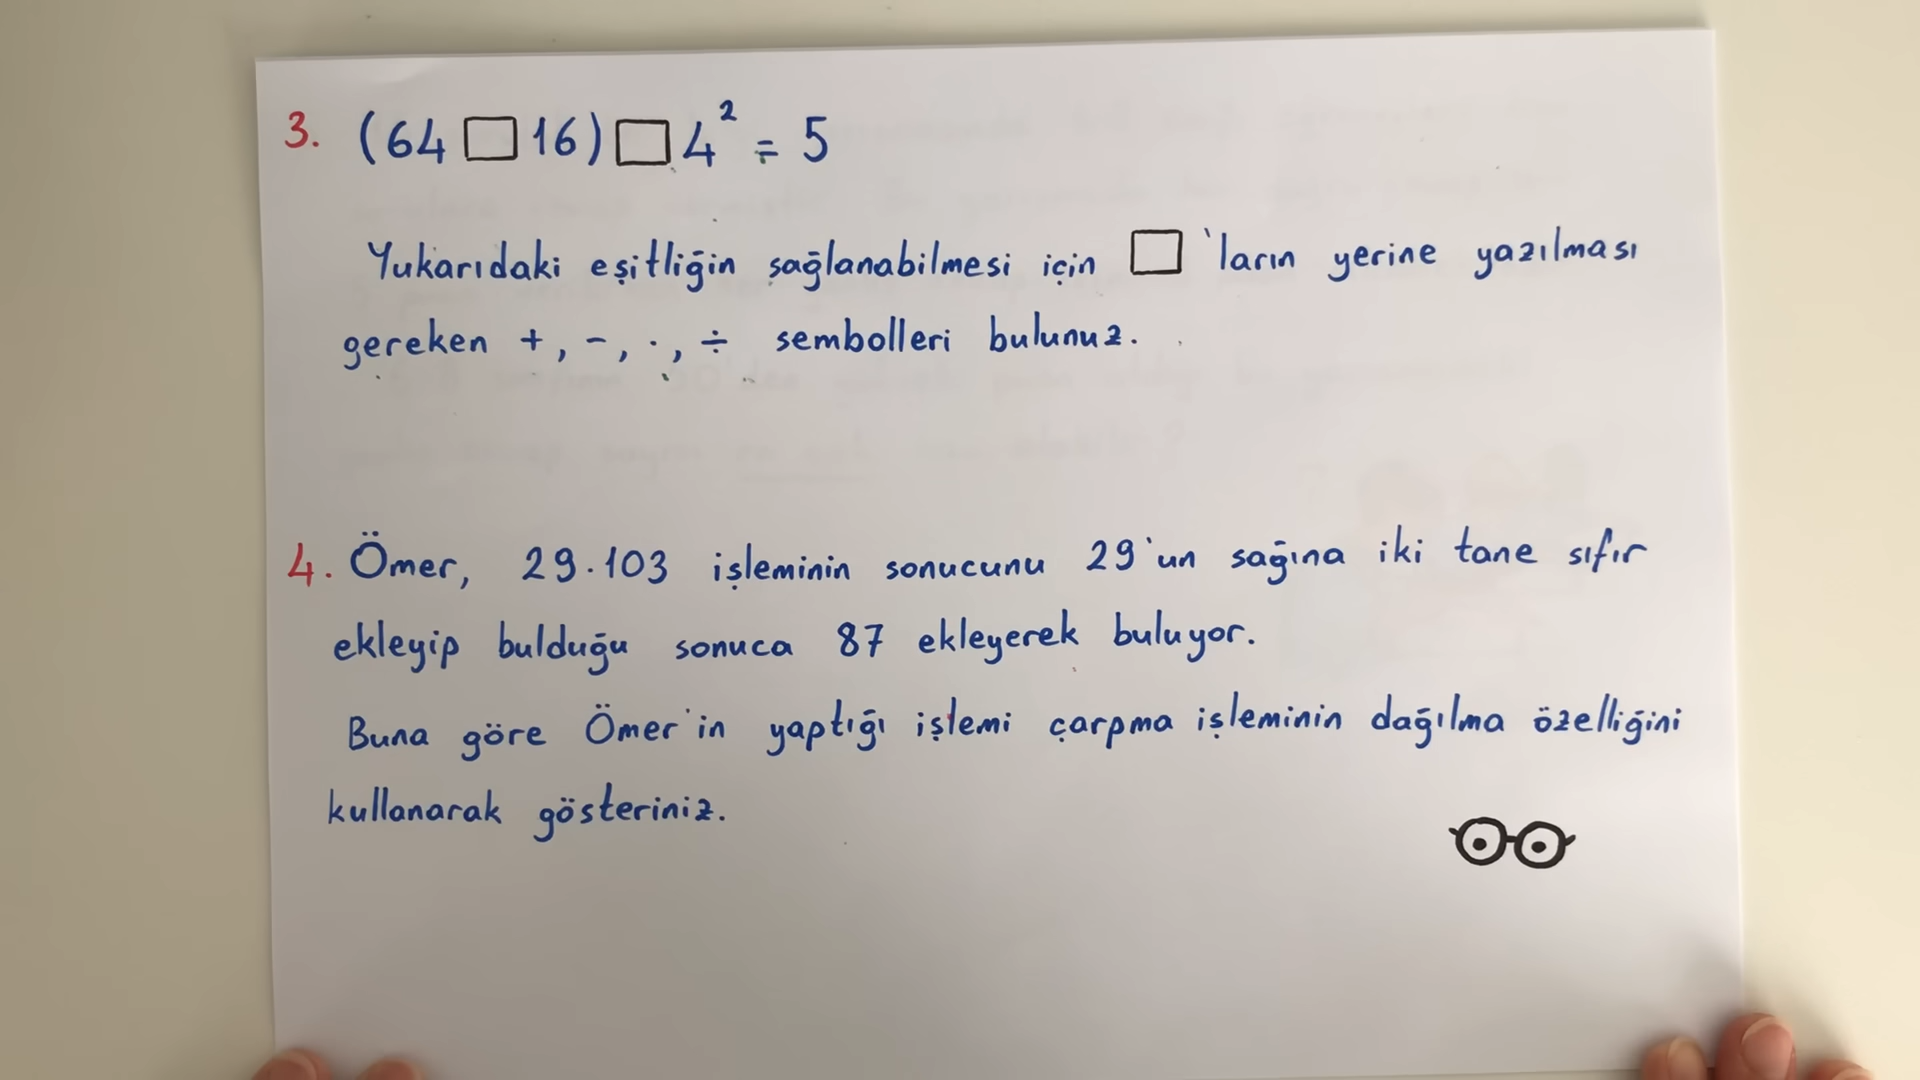 3. (64 □ 16) □ 4² = 5
Yukarıdaki eşitliğin sağlanabilmesi için □ 'ların yerine yazılması
gereken +, -, ·, ÷ sembolleri bulunuz.
4. Ömer, 29.103 işleminin sonucunu 29'un sağına iki tane sıfır
ekleyip bulduğu sonuca 87 ekleyerek buluyor.
Buna göre Ömer'in yaptığı işlemi çarpma işleminin dağılma özelliğini
kullanarak gösteriniz.